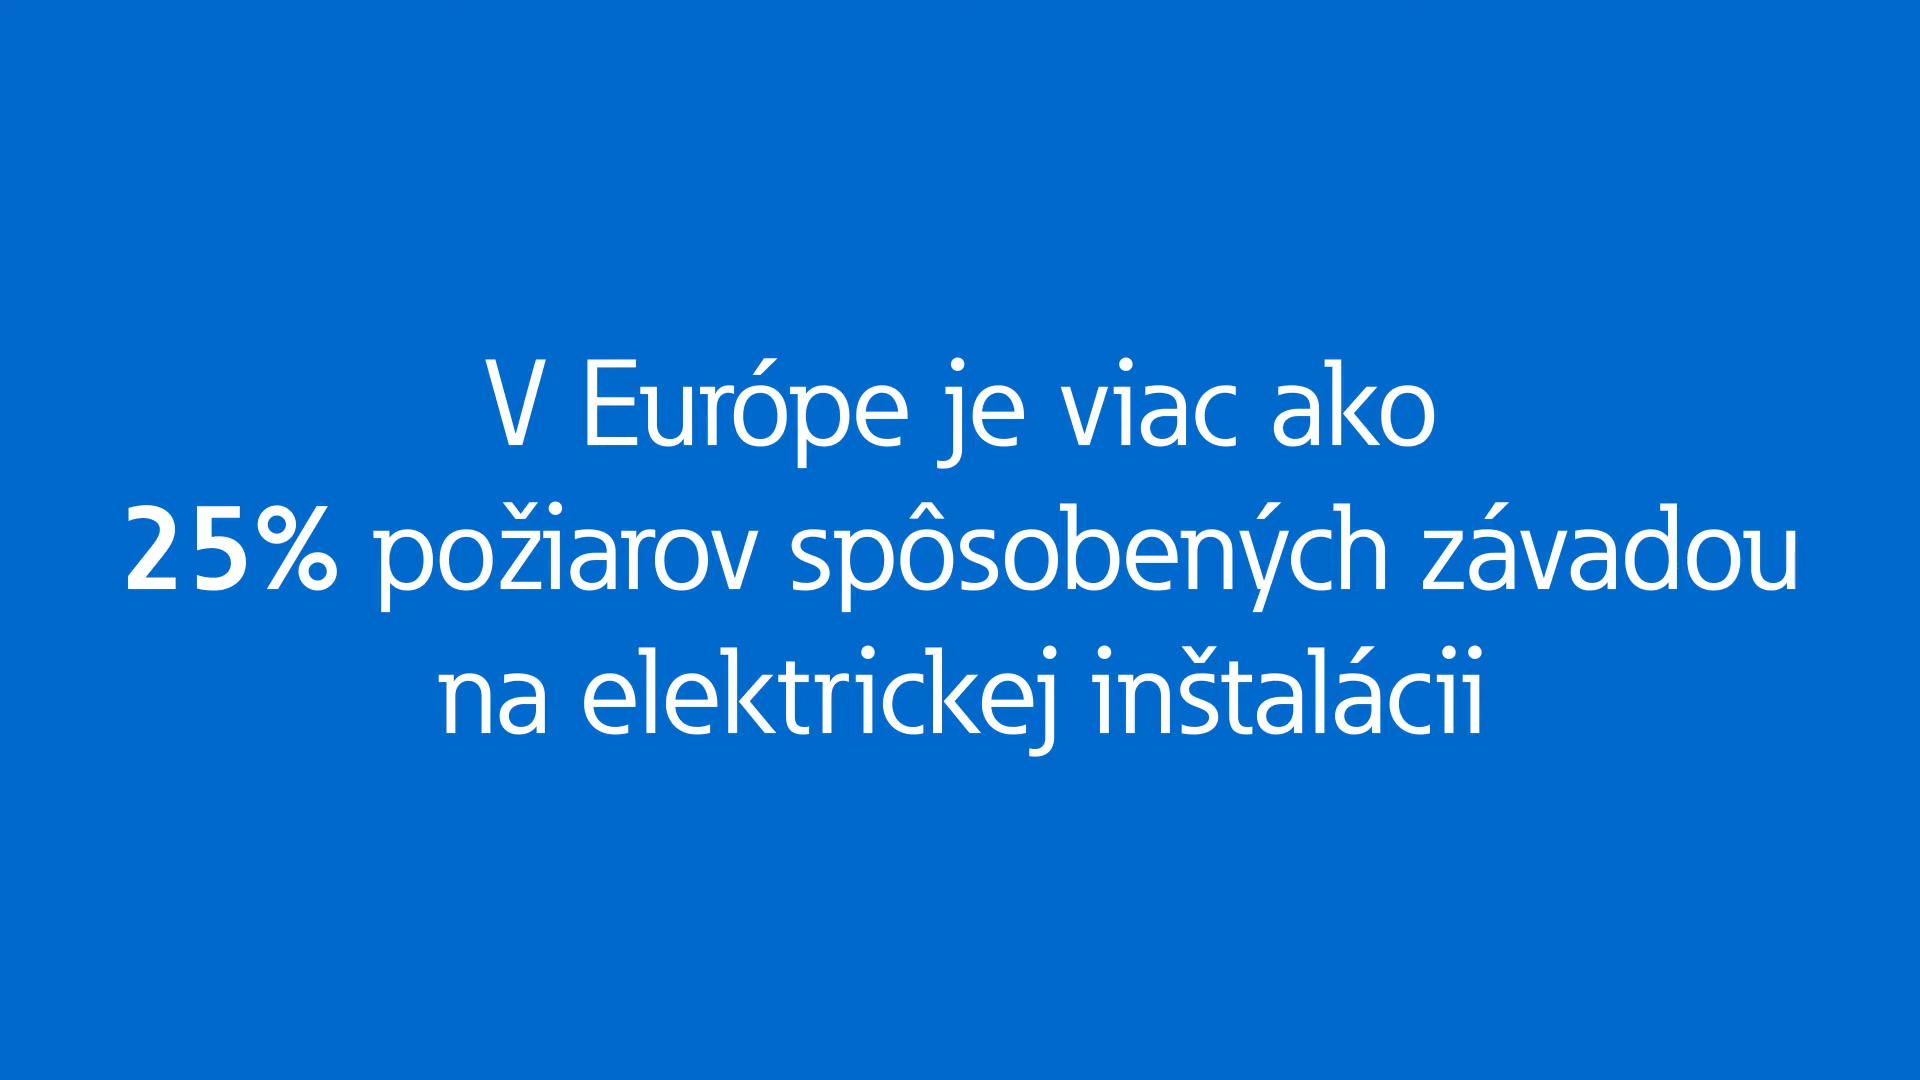 V Európe je viac ako
25% požiarov spôsobených závadou
na elektrickej inštalácii